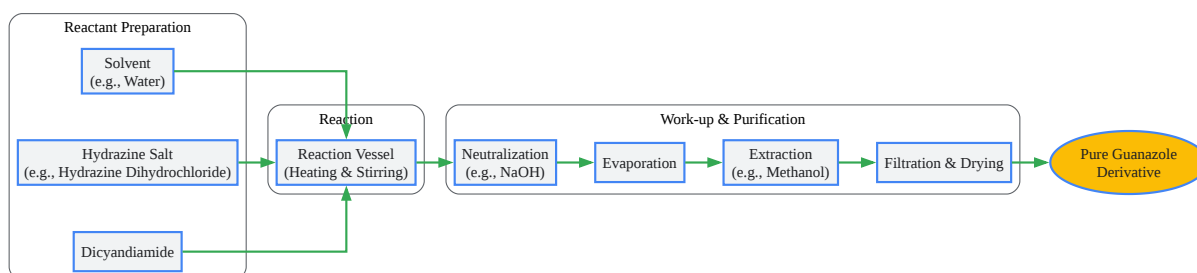 Reactant Preparation
Solvent
(e.g., Water)
Hydrazine Salt
(e.g., Hydrazine Dihydrochloride)
Dicyandiamide
Reaction
Reaction Vessel
(Heating & Stirring)
Work-up & Purification
Neutralization
(e.g., NaOH)
Evaporation
Extraction
(e.g., Methanol)
Filtration & Drying
Pure Guanazole
Derivative